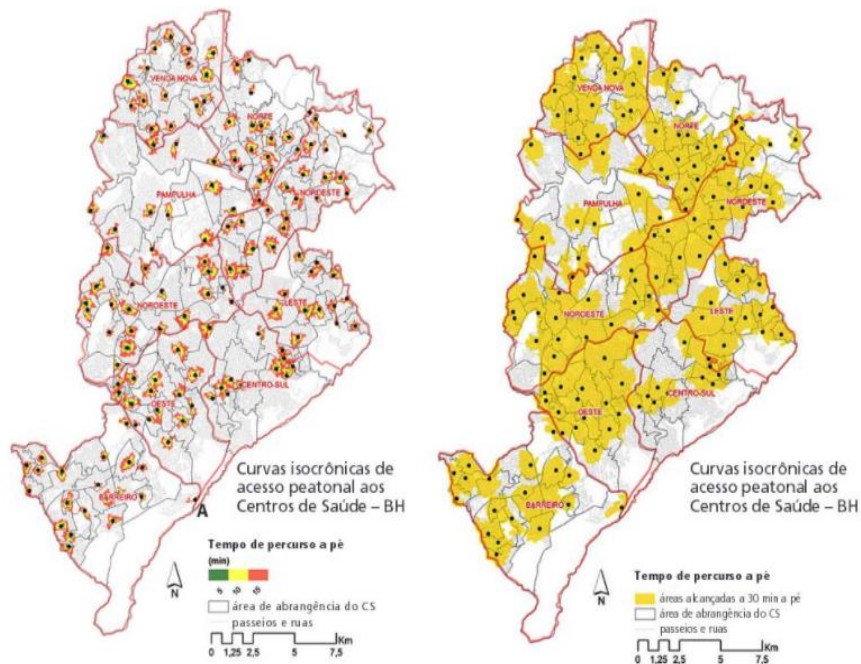 VENDA NOVA
NORTE
PAMPULHA
NORDESTE
NOROESTE
LESTE
CENTRO-SUL
OESTE
BARREIRO
A
Curvas isocrônicas de
acesso peatonal aos
Centros de Saúde – BH
Tempo de percurso a pé
(min)
5 10 15
N
área de abrangência do CS
passeios e ruas
Km
0 1,25 2,5 5 7,5
VENDA NOVA
NORTE
PAMPULHA
NORDESTE
NOROESTE
LESTE
CENTRO-SUL
OESTE
BARREIRO
Curvas isocrônicas de
acesso peatonal aos
Centros de Saúde – BH
Tempo de percurso a pé
áreas alcançadas a 30 min a pé
N
área de abrangência do CS
passeios e ruas
Km
0 1,25 2,5 5 7,5